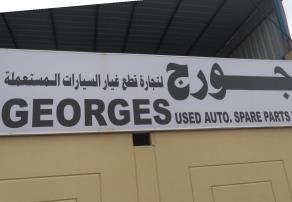 جورج لتجارة قطع غيار السيارات المستعملة
GEORGES USED AUTO. SPARE PARTS